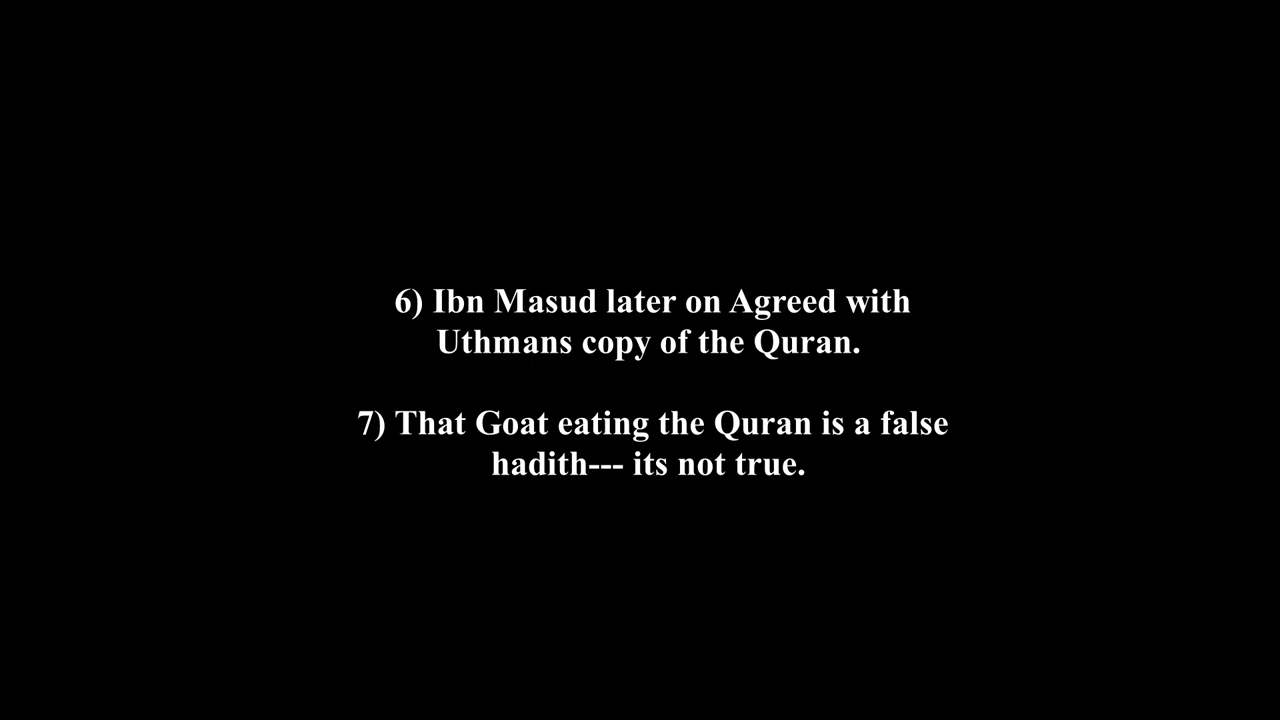 6) Ibn Masud later on Agreed with
Uthmans copy of the Quran.
7) That Goat eating the Quran is a false
hadith--- its not true.